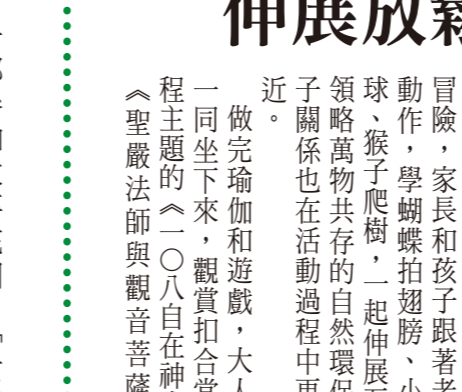 伸展放
冒險，家長和孩子跟著
動作，學蝴蝶拍翅膀、小
球、猴子爬樹，一起伸展
領略萬物共存的自然環保
子關係也在活動過程中更
近。
做完瑜伽和遊戲，大人
一同坐下來，觀賞扣合
程主題的《一〇八自在神
《聖嚴法師與觀音菩薩